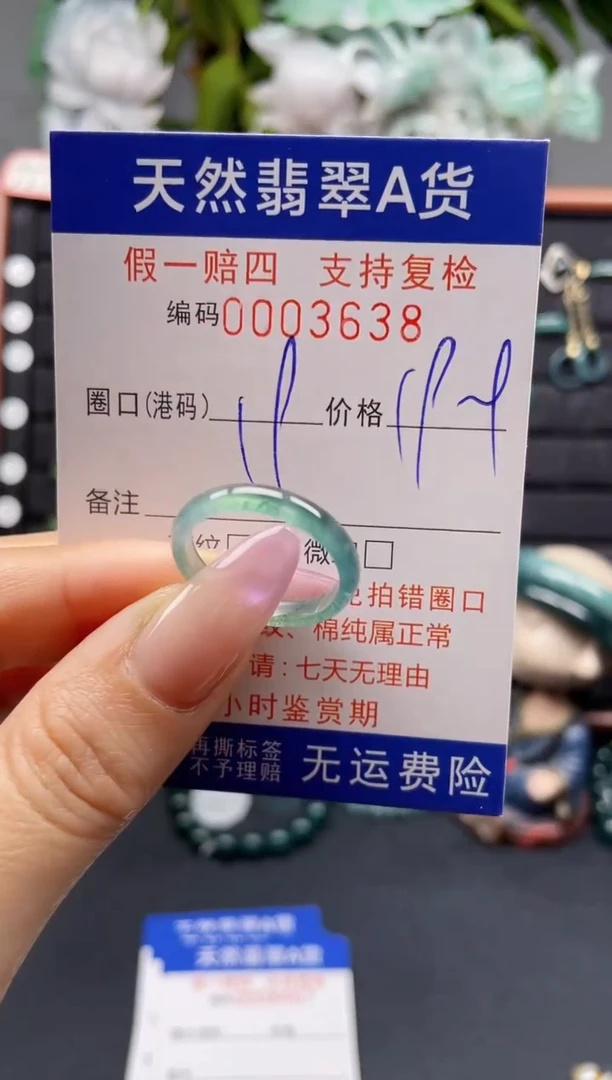 天然翡翠A货
假一赔四 支持复检
编码0003638
圈口(港码) 价格
备注
纹□ 微□
拍错圈口
、棉纯属正常
请:七天无理由
小时鉴赏期
再撕标签
不予理赔 无运费险